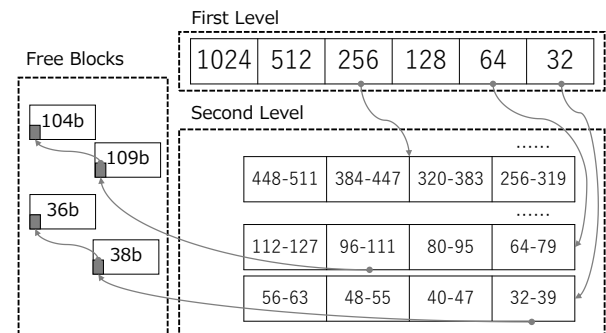 First Level
1024 512 256 128 64 32
Free Blocks
104b
109b
36b
38b
Second Level
......
448-511 384-447 320-383 256-319
......
112-127 96-111 80-95 64-79
56-63 48-55 40-47 32-39